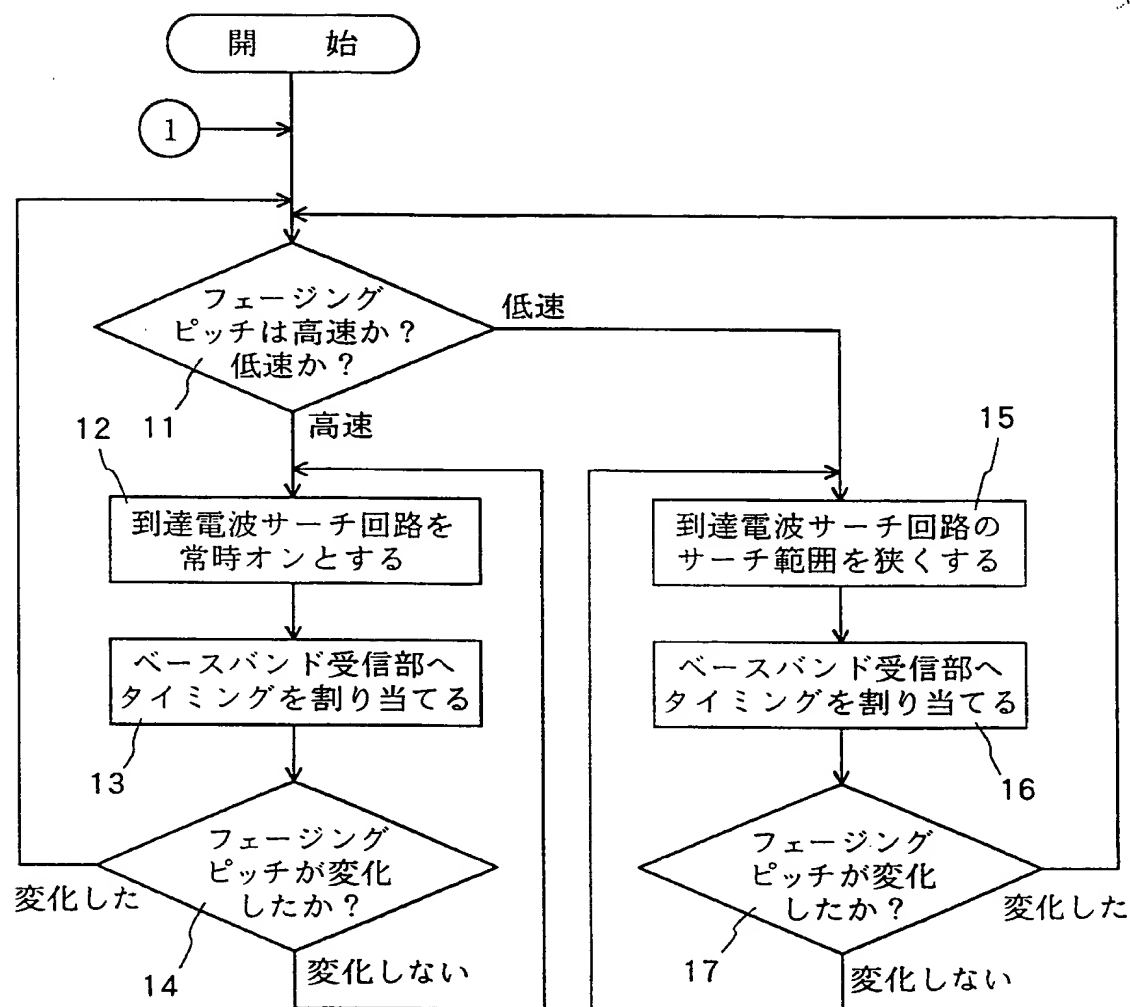 開 始
1
フェージング
ピッチは高速か?
低速か?
低速
11
高速
12
到達電波サーチ回路を
常時オンとする
15
到達電波サーチ回路の
サーチ範囲を狭くする
ベースバンド受信部へ
タイミングを割り当てる
13
ベースバンド受信部へ
タイミングを割り当てる
16
フェージング
ピッチが変化
したか?
変化した
14
変化しない
フェージング
ピッチが変化
したか?
変化した
17
変化しない